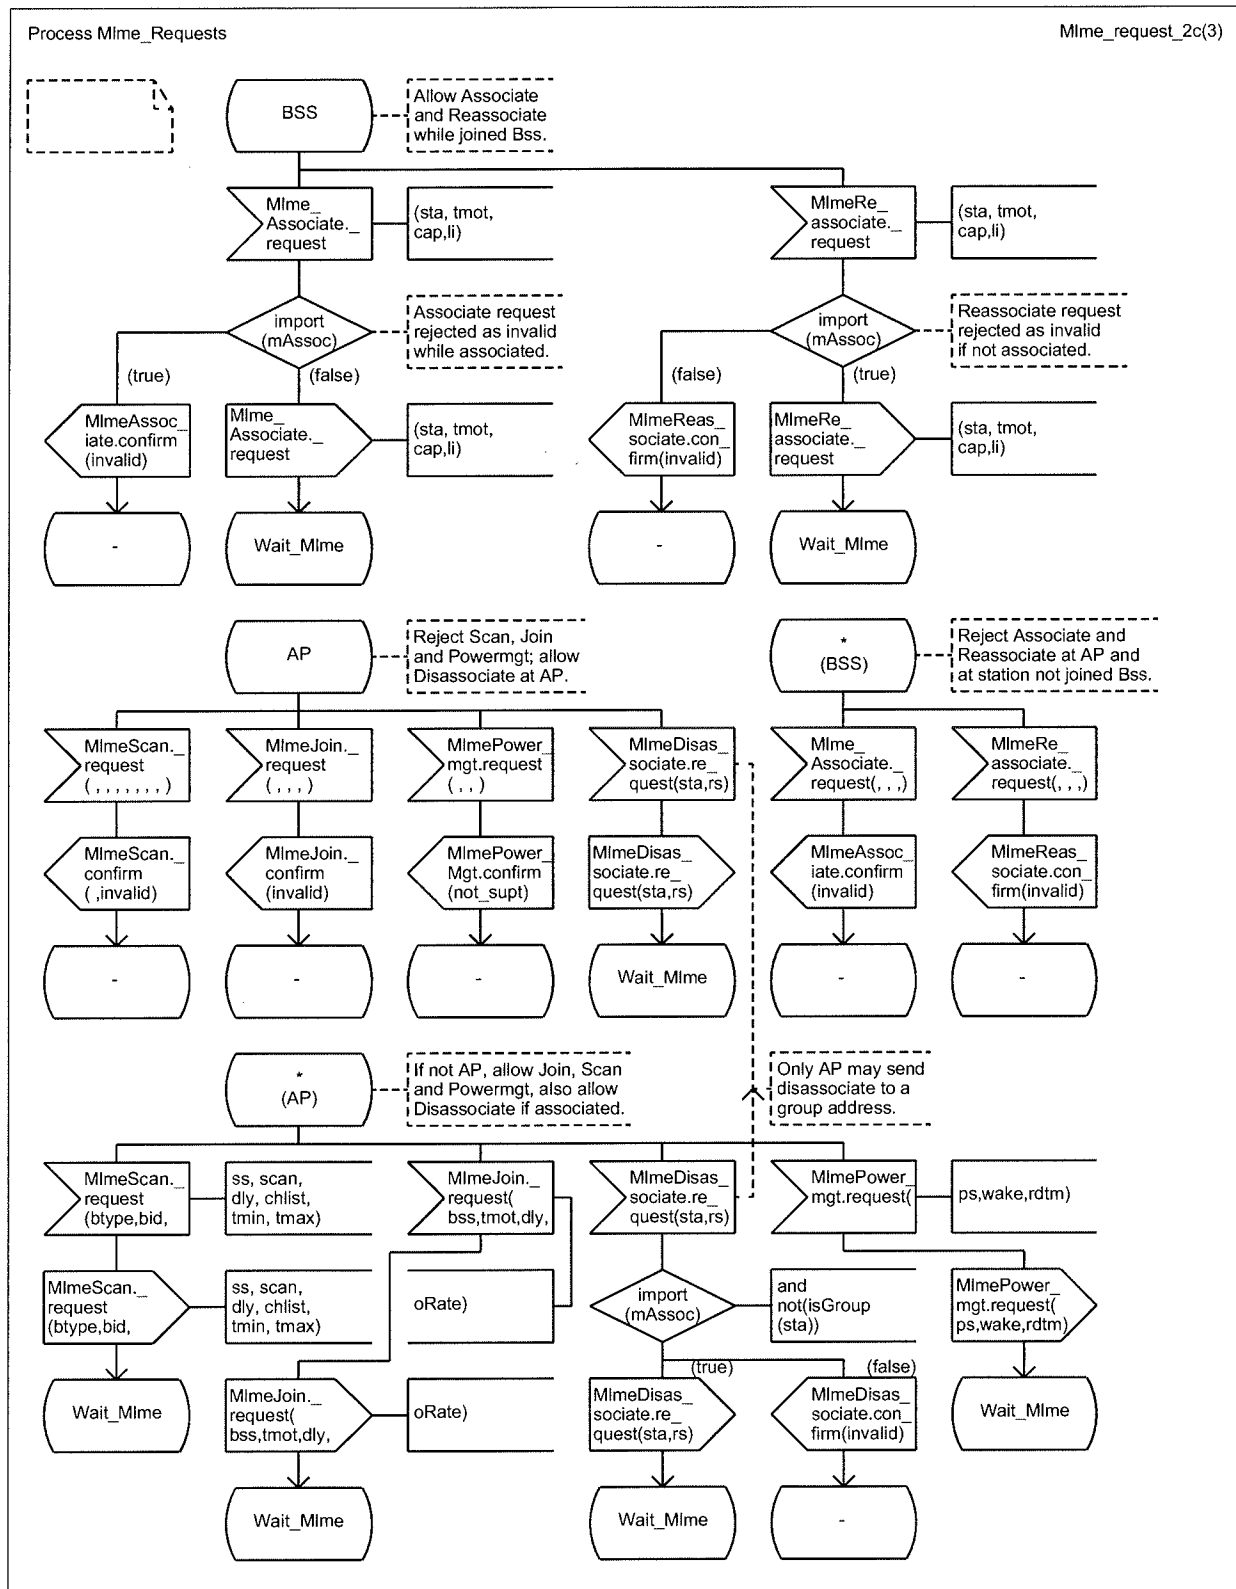 Process Mlme_Requests
Mlme_request_2c(3)
BSS
Allow Associate
and Reassociate
while joined Bss.
Mlme_
Associate._
request
(sta, tmot,
cap,li)
MlmeRe_
associate._
request
(sta, tmot,
cap,li)
import
(mAssoc)
Associate request
rejected as invalid
while associated.
import
(mAssoc)
Reassociate request
rejected as invalid
if not associated.
(true)
(false)
(false)
(true)
MlmeAssoc_
iate.confirm
(invalid)
Mlme_
Associate._
request
(sta, tmot,
cap,li)
MlmeReas_
sociate.con_
firm(invalid)
MlmeRe_
associate._
request
(sta, tmot,
cap,li)
-
Wait_Mlme
-
Wait_Mlme
AP
Reject Scan, Join
and Powermgt; allow
Disassociate at AP.
*
(BSS)
Reject Associate and
Reassociate at AP and
at station not joined Bss.
MlmeScan._
request
( , , , , , , , )
MlmeJoin._
request
( , , , )
MlmePower_
mgt.request
( , , )
MlmeDisas_
sociate.re_
quest(sta,rs)
Mlme_
Associate._
request(, , ,)
MlmeRe_
associate._
request(, , ,)
MlmeScan._
confirm
( ,invalid)
MlmeJoin._
confirm
(invalid)
MlmePower_
Mgt.confirm
(not_supt)
MlmeDisas_
sociate.re_
quest(sta,rs)
MlmeAssoc_
iate.confirm
(invalid)
MlmeReas_
sociate.con_
firm(invalid)
-
-
-
Wait_Mlme
-
-
*
(AP)
If not AP, allow Join, Scan
and Powermgt, also allow
Disassociate if associated.
Only AP may send
disassociate to a
group address.
MlmeScan._
request
(btype,bid,
ss, scan,
dly, chlist,
tmin, tmax)
MlmeJoin._
request(
bss,tmot,dly,
MlmeDisas_
sociate.re_
quest(sta,rs)
MlmePower_
mgt.request(
ps,wake,rdtm)
MlmeScan._
request
(btype,bid,
ss, scan,
dly, chlist,
tmin, tmax)
oRate)
import
(mAssoc)
and
not(isGroup
(sta))
MlmePower_
mgt.request(
ps,wake,rdtm)
(true)
(false)
Wait_Mlme
MlmeJoin._
request(
bss,tmot,dly,
oRate)
MlmeDisas_
sociate.re_
quest(sta,rs)
MlmeDisas_
sociate.con_
firm(invalid)
Wait_Mlme
Wait_Mlme
Wait_Mlme
-